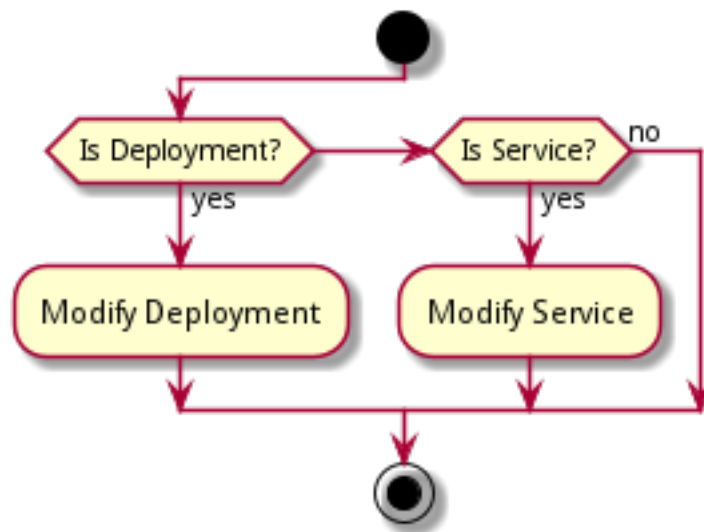 Is Deployment?
Is Service?
no
yes
yes
Modify Deployment
Modify Service